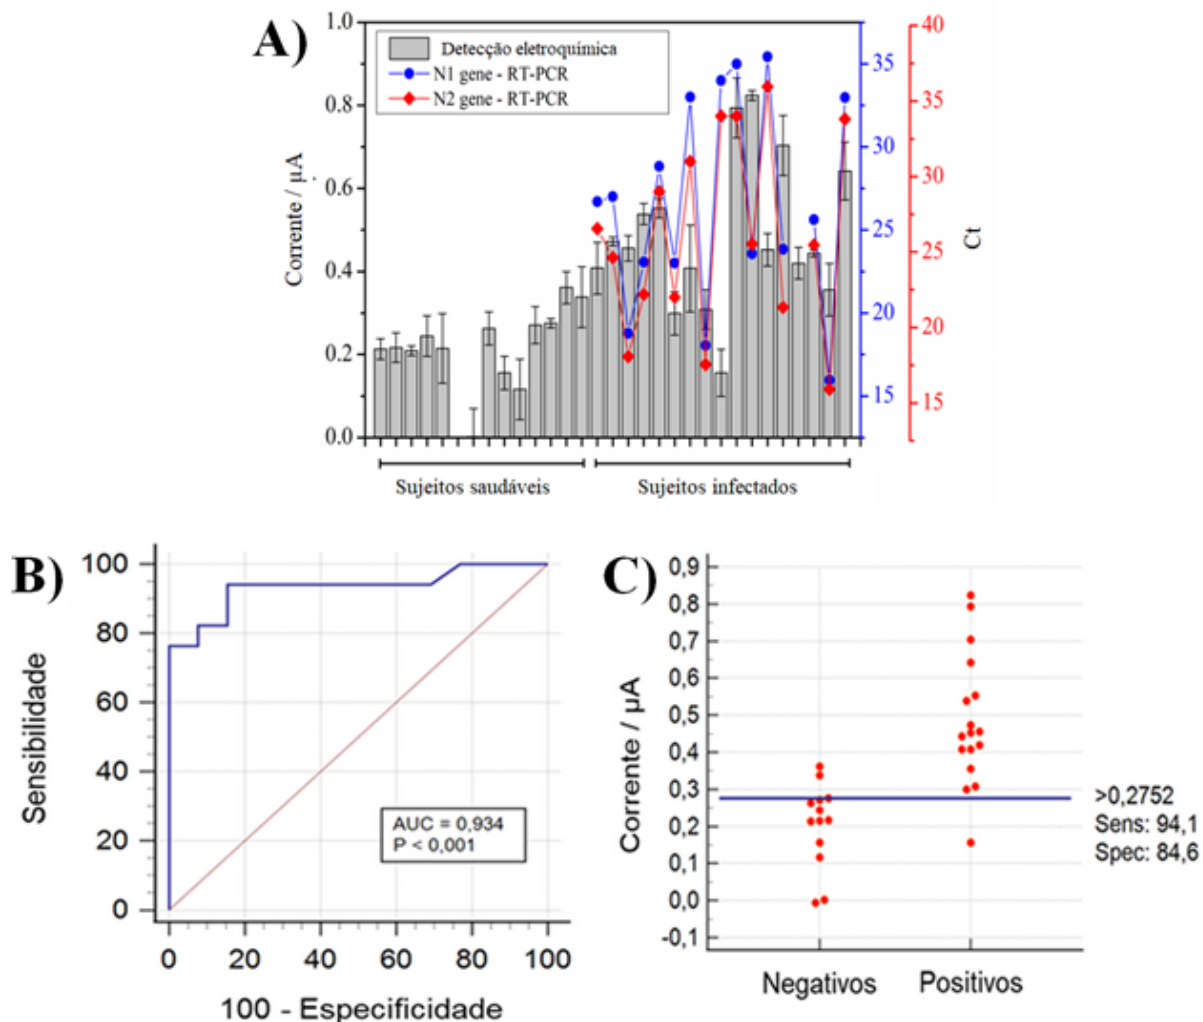 A)
Detecção eletroquímica
N1 gene - RT-PCR
N2 gene - RT-PCR
Corrente / µA
1.0
0.8
0.6
0.4
0.2
0.0
35
30
25
20
15
40
35
30
25
20
15
Ct
Sujeitos saudáveis
Sujeitos infectados
B)
Sensibilidade
100
80
60
40
20
0
AUC = 0,934
P < 0,001
0 20 40 60 80 100
100 - Especificidade
C)
Corrente / µA
0,9
0,8
0,7
0,6
0,5
0,4
0,3
0,2
0,1
0,0
-0,1
>0,2752
Sens: 94,1
Spec: 84,6
Negativos Positivos